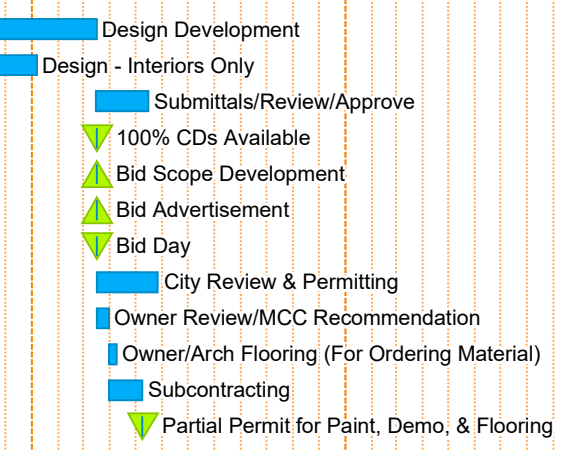 Design Development
Design - Interiors Only
Submittals/Review/Approve
100% CDs Available
Bid Scope Development
Bid Advertisement
Bid Day
City Review & Permitting
Owner Review/MCC Recommendation
Owner/Arch Flooring (For Ordering Material)
Subcontracting
Partial Permit for Paint, Demo, & Flooring